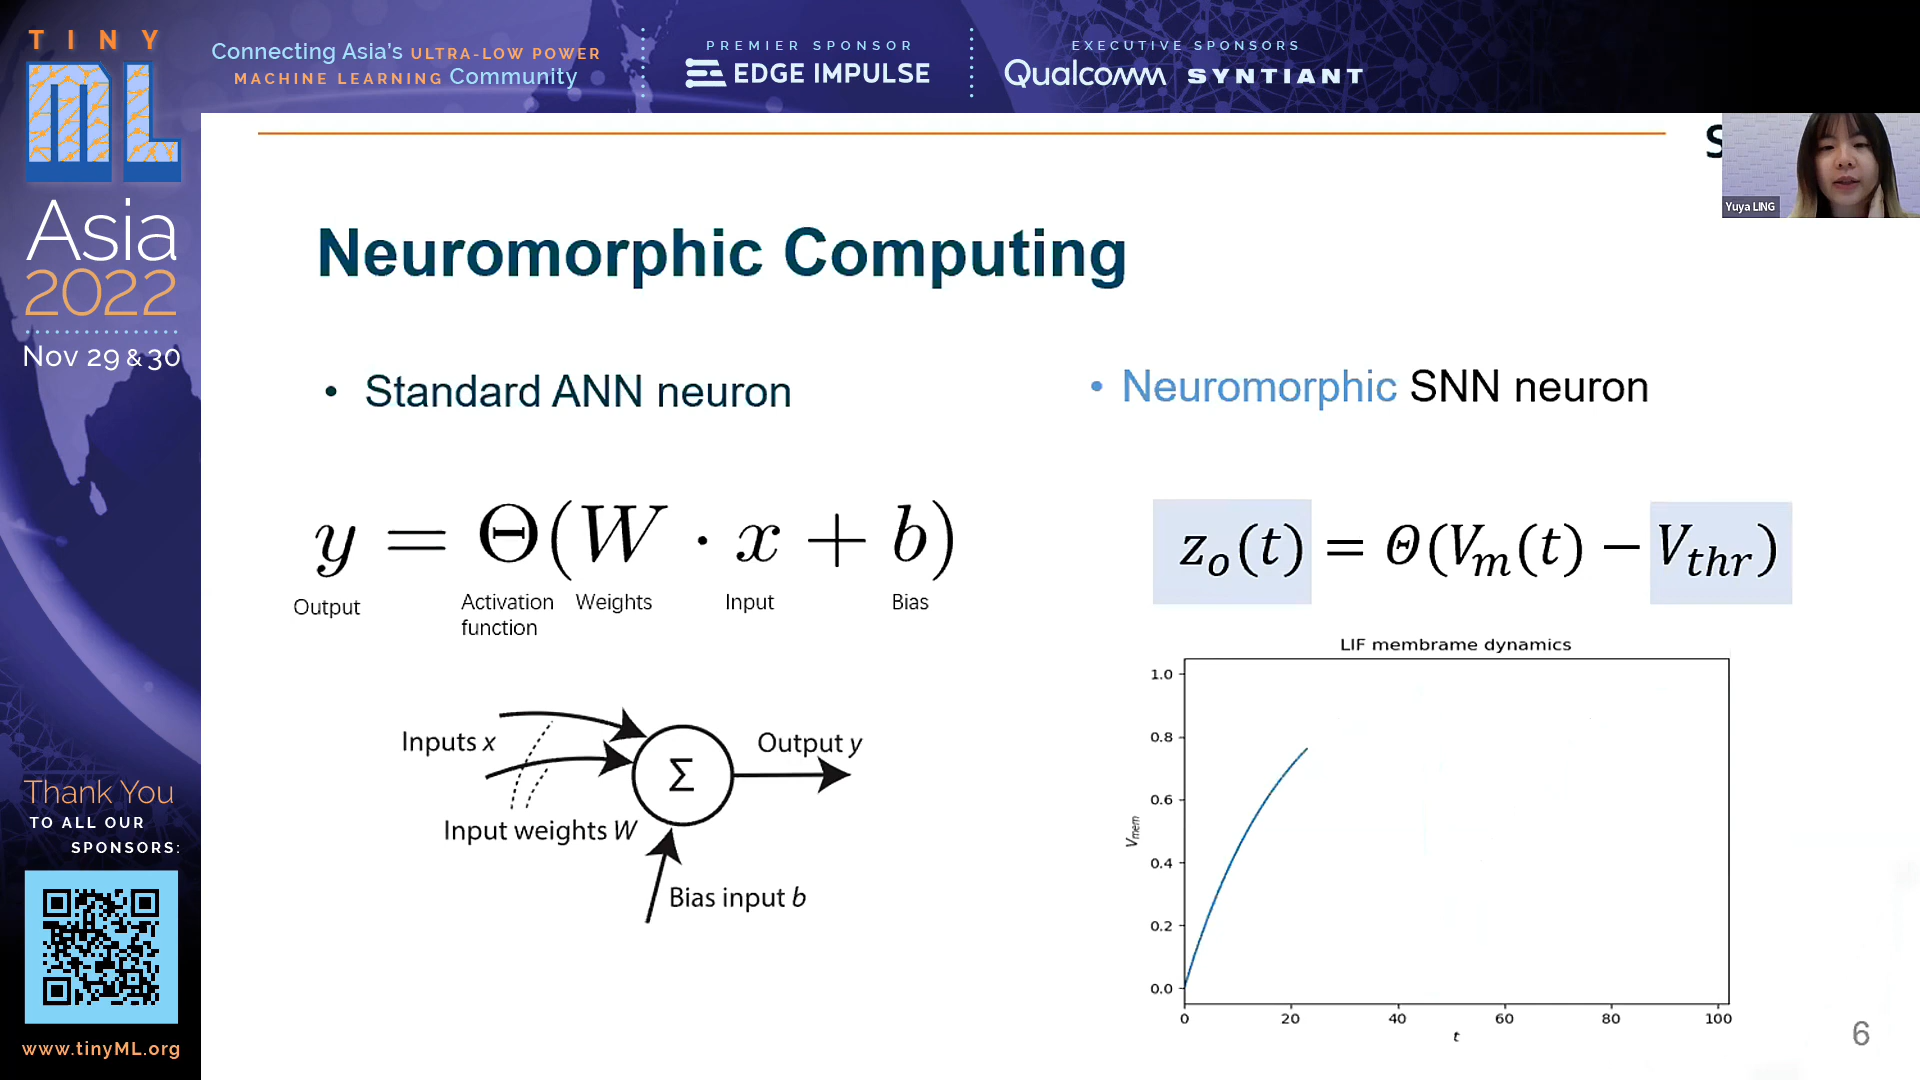 TINY
ML
Asia
2022
Nov 29 & 30
Connecting Asia's ULTRA-LOW POWER
MACHINE LEARNING Community
PREMIER SPONSOR
EDGE IMPULSE
EXECUTIVE SPONSORS
Qualcomm SYNTIANT
S
Yuya LING
Neuromorphic Computing
• Standard ANN neuron
y = Θ(W · x + b)
Output
Activation function
Weights
Input
Bias
Inputs x
Output y
Σ
Input weights W
Bias input b
• Neuromorphic SNN neuron
z_o(t) = Θ(V_m(t) − V_thr)
LIF membrame dynamics
1.0
0.8
0.6
0.4
0.2
0.0
V_mem
0 20 40 60 80 100
t
6
Thank You
TO ALL OUR
SPONSORS:
www.tinyML.org